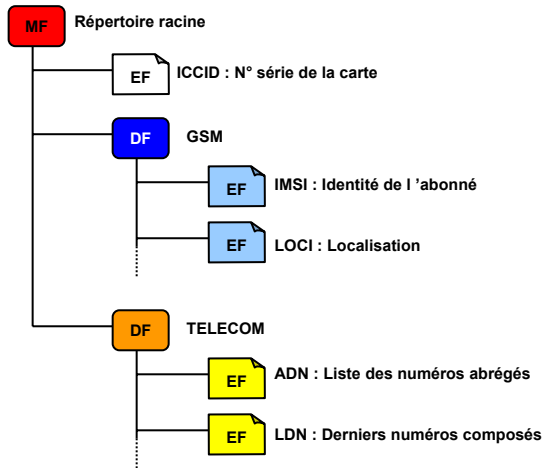 MF Répertoire racine
EF ICCID : N° série de la carte
DF GSM
EF IMSI : Identité de l ’abonné
EF LOCI : Localisation
DF TELECOM
EF ADN : Liste des numéros abrégés
EF LDN : Derniers numéros composés